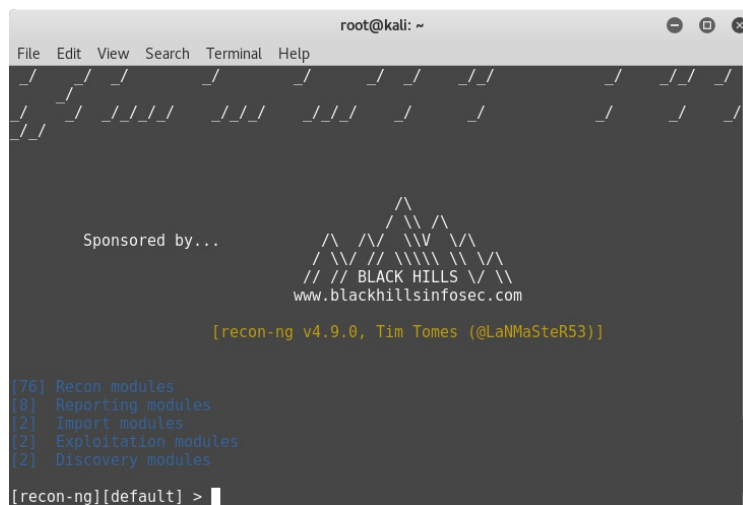 root@kali: ~
File Edit View Search Terminal Help
_/ _/ _/ _/ _/ _/ _/ _/_/ _/ _/_/ _/
_/
_/ _/ _/_/_/_/ _/_/_/ _/_/_/ _/ _/ _/ _/ _/
_/_/
/\
/ \\ /\
Sponsored by... /\ /\/ \\V \/\
/ \\/ // \\\\\ \\ \/\
// // BLACK HILLS \/ \\
www.blackhillsinfosec.com
[recon-ng v4.9.0, Tim Tomes (@LaNMaSteR53)]
[76] Recon modules
[8] Reporting modules
[2] Import modules
[2] Exploitation modules
[2] Discovery modules
[recon-ng][default] >